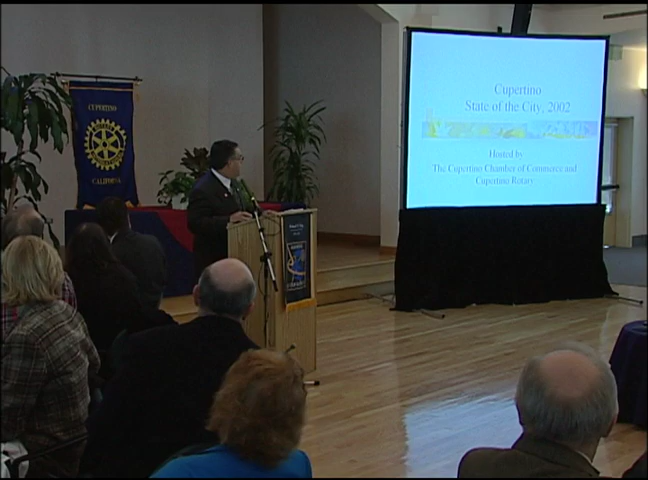 CUPERTINO
CALIFORNIA
Cupertino
State of the City, 2002
Hosted by
The Cupertino Chamber of Commerce and
Cupertino Rotary